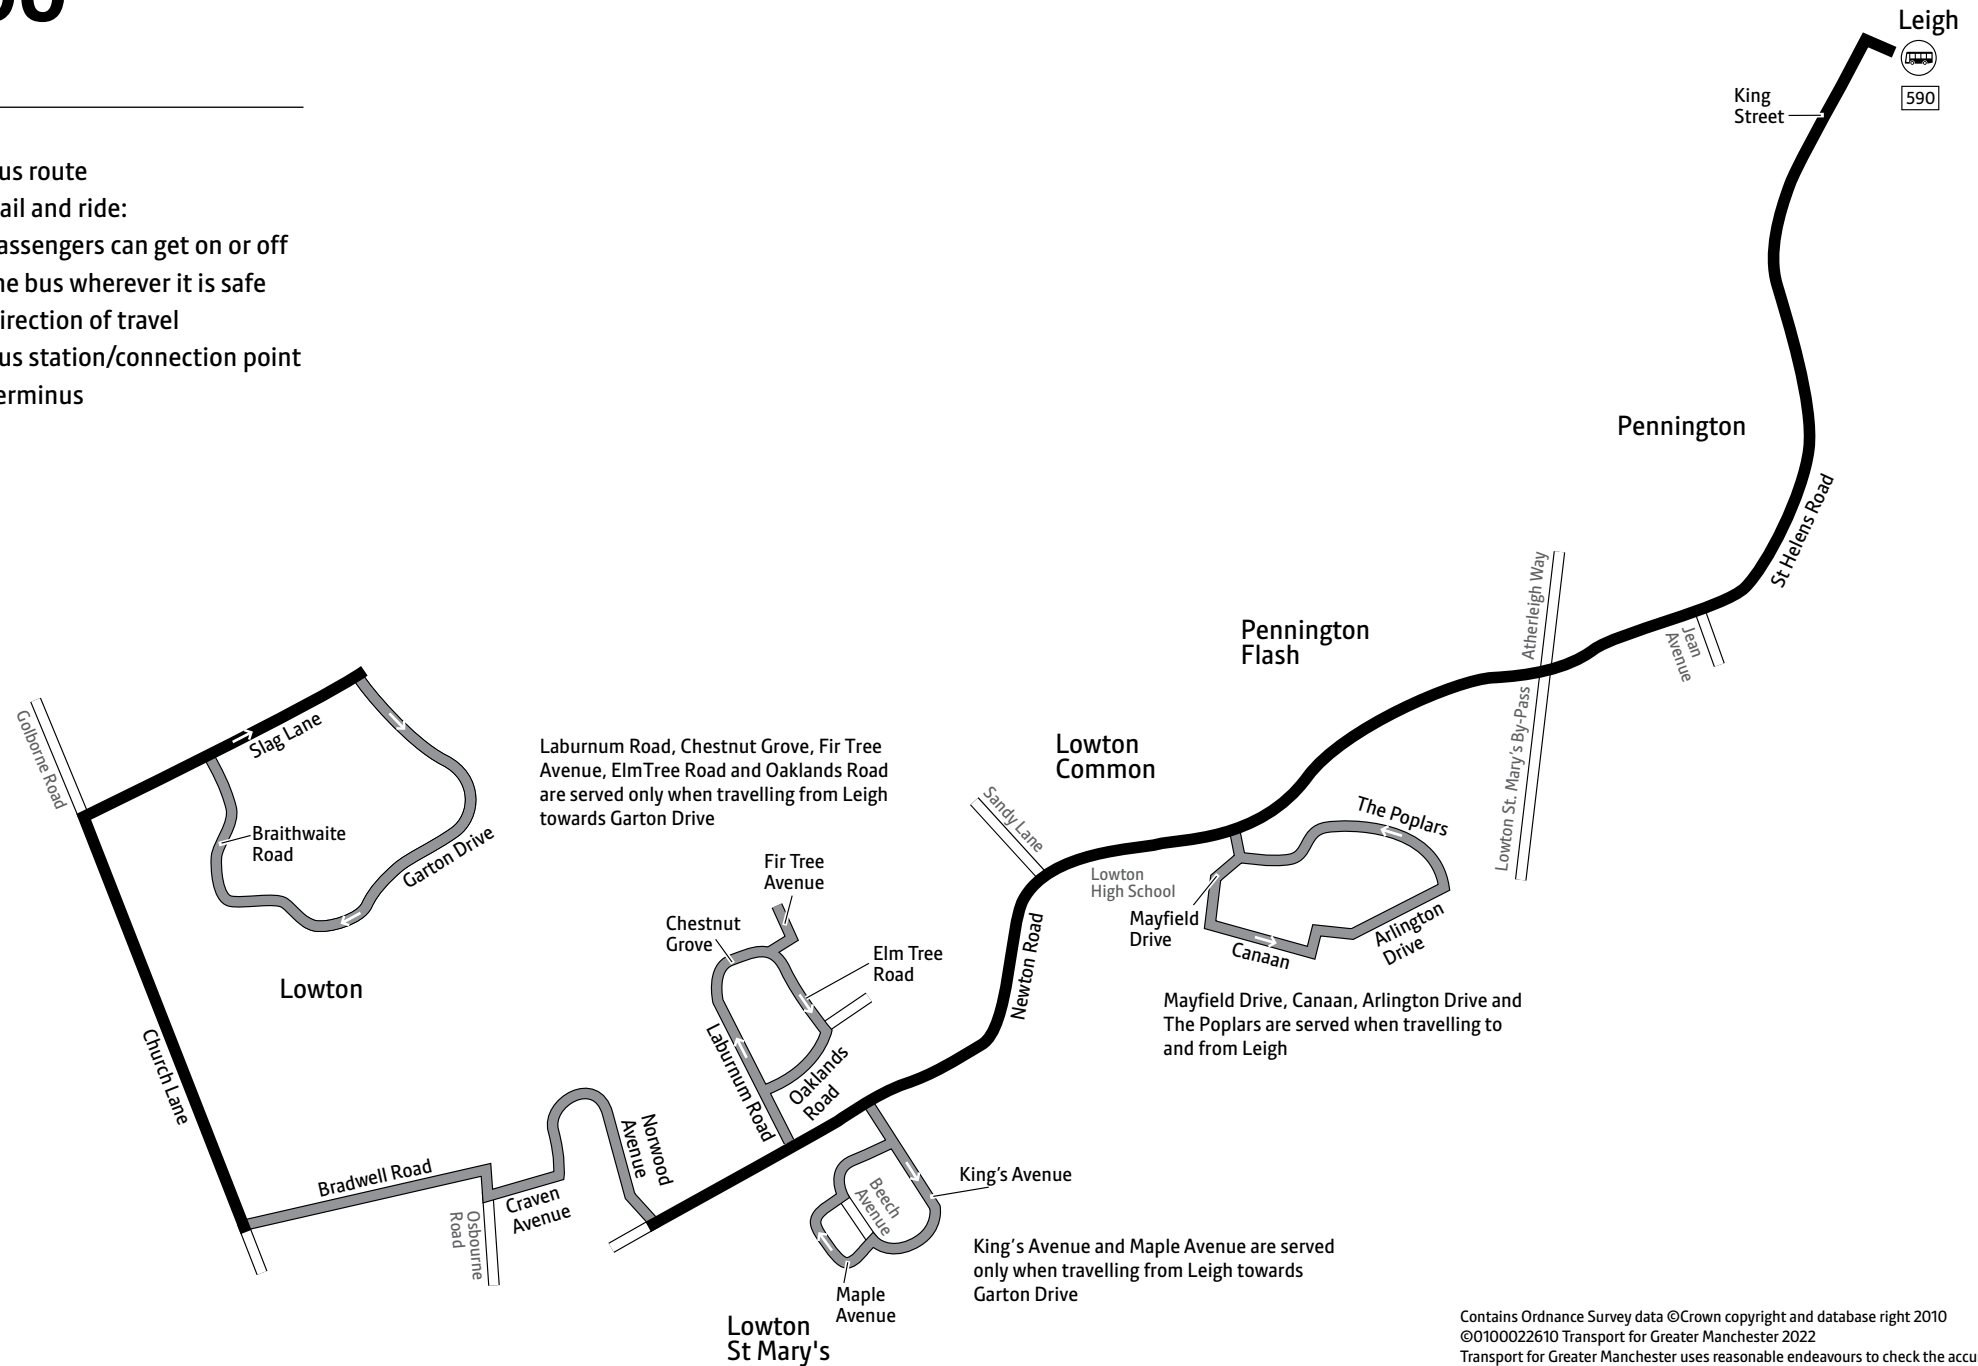 us route
ail and ride:
assengers can get on or off
he bus wherever it is safe
irection of travel
us station/connection point
erminus
Leigh
590
King
Street
Pennington
St Helens Road
Atherleigh Way
Lowton St. Mary's By-Pass
Jean
Avenue
Pennington
Flash
Lowton
Common
Sandy Lane
The Poplars
Lowton
High School
Mayfield
Drive
Canaan
Arlington
Drive
Mayfield Drive, Canaan, Arlington Drive and
The Poplars are served when travelling to
and from Leigh
Newton Road
Golborne Road
Slag Lane
Braithwaite
Road
Garton Drive
Laburnum Road, Chestnut Grove, Fir Tree
Avenue, ElmTree Road and Oaklands Road
are served only when travelling from Leigh
towards Garton Drive
Fir Tree
Avenue
Chestnut
Grove
Elm Tree
Road
Laburnum Road
Oaklands
Road
Lowton
Church Lane
Bradwell Road
Osbourne
Road
Craven
Avenue
Norwood
Avenue
Beech
Avenue
King's Avenue
Maple
Avenue
King's Avenue and Maple Avenue are served
only when travelling from Leigh towards
Garton Drive
Lowton
St Mary's
Contains Ordnance Survey data ©Crown copyright and database right 2010
©0100022610 Transport for Greater Manchester 2022
Transport for Greater Manchester uses reasonable endeavours to check the accu